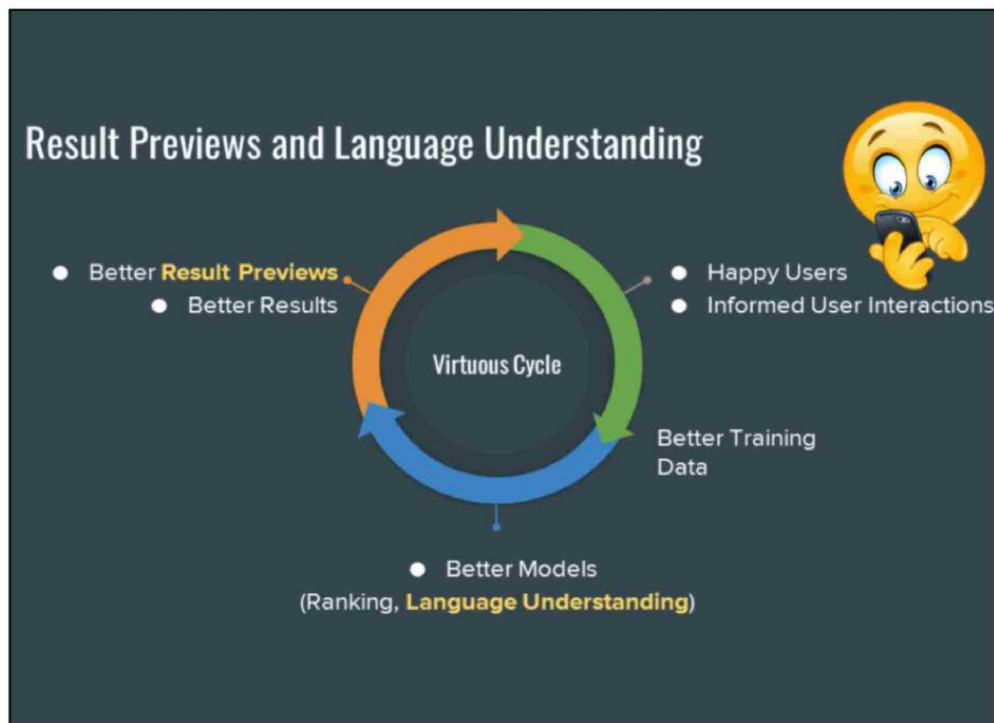 Result Previews and Language Understanding
● Better Result Previews
● Better Results
● Happy Users
● Informed User Interactions
Virtuous Cycle
Better Training
Data
● Better Models
(Ranking, Language Understanding)